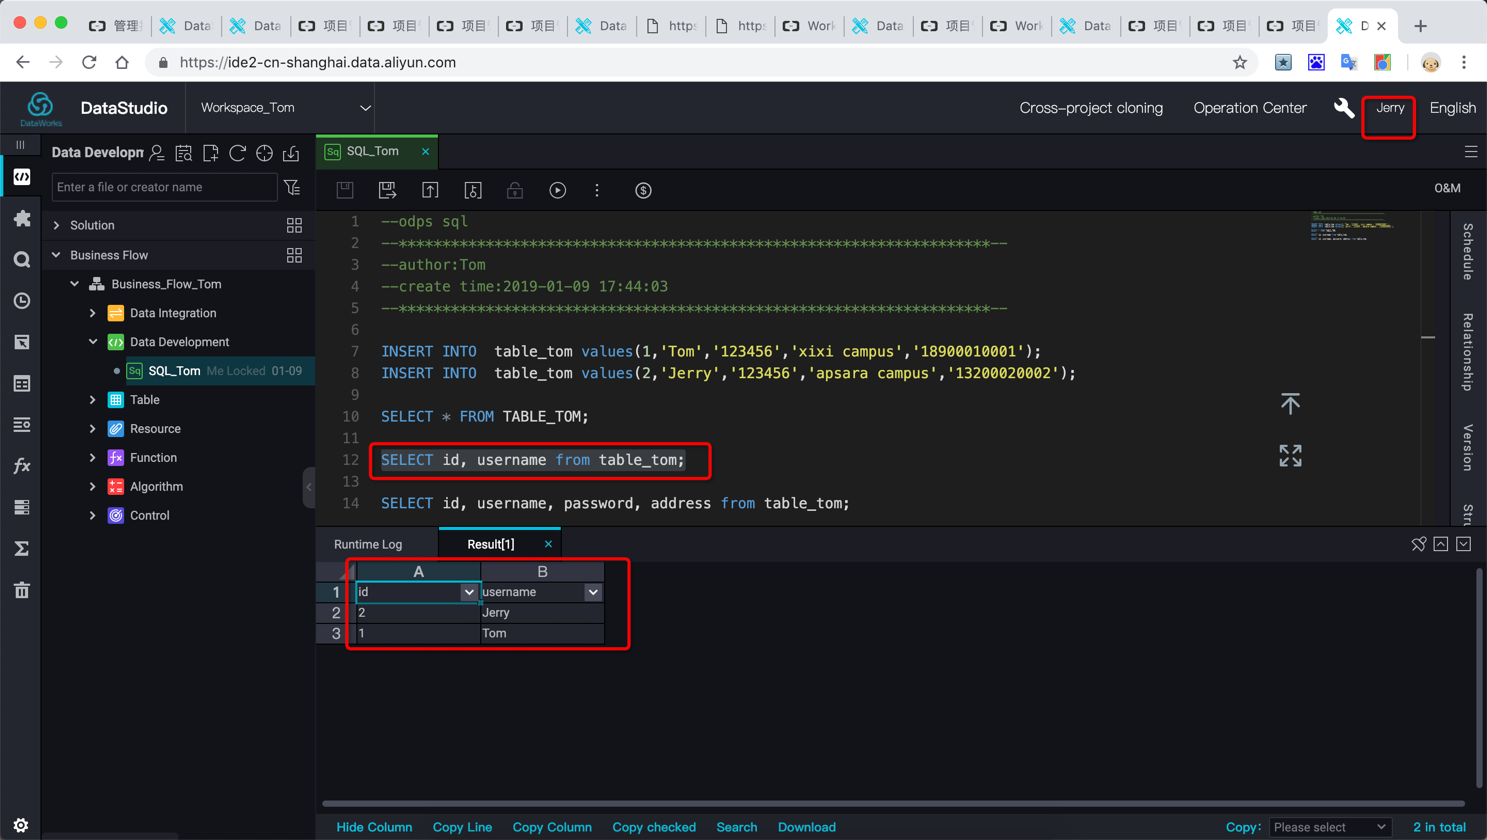 管理
Data
Data
项目
项目
项目
项目
Data
https
https
Work
Data
项目
Work
Data
项目
项目
项目
D
https://ide2-cn-shanghai.data.aliyun.com
DataWorks
DataStudio
Workspace_Tom
Cross-project cloning
Operation Center
Jerry
English
Data Developm
SQL_Tom
Enter a file or creator name
O&M
Solution
Business Flow
Business_Flow_Tom
Data Integration
Data Development
Sq SQL_Tom Me Locked 01-09
Table
Resource
Function
Algorithm
Control
1 --odps sql
2 --********************************************************************--
3 --author:Tom
4 --create time:2019-01-09 17:44:03
5 --********************************************************************--
6
7 INSERT INTO table_tom values(1,'Tom','123456','xixi campus','18900010001');
8 INSERT INTO table_tom values(2,'Jerry','123456','apsara campus','13200020002');
9
10 SELECT * FROM TABLE_TOM;
11
12 SELECT id, username from table_tom;
13
14 SELECT id, username, password, address from table_tom;
Schedule
Relationship
Version
Stru
Runtime Log
Result[1]
A B
1 id username
2 2 Jerry
3 1 Tom
Hide Column
Copy Line
Copy Column
Copy checked
Search
Download
Copy: Please select
2 in total